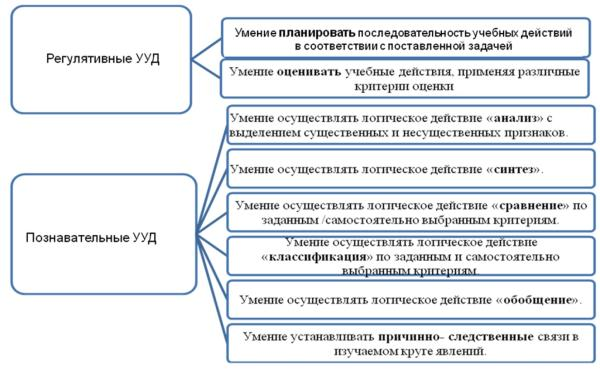 Регулятивные УУД
Умение планировать последовательность учебных действий
в соответствии с поставленной задачей
Умение оценивать учебные действия, применяя различные
критерии оценки
Познавательные УУД
Умение осуществлять логическое действие «анализ» с
выделением существенных и несущественных признаков.
Умение осуществлять логическое действие «синтез».
Умение осуществлять логическое действие «сравнение» по
заданным /самостоятельно выбранным критериям.
Умение осуществлять логическое действие
«классификация» по заданным и самостоятельно
выбранным критериям.
Умение осуществлять логическое действие «обобщение».
Умение устанавливать причинно- следственные связи в
изучаемом круге явлений.